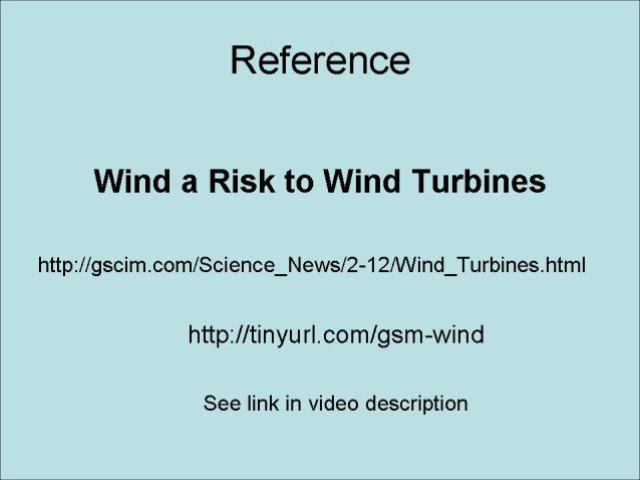 Reference
Wind a Risk to Wind Turbines
http://gscim.com/Science_News/2-12/Wind_Turbines.html
http://tinyurl.com/gsm-wind
See link in video description